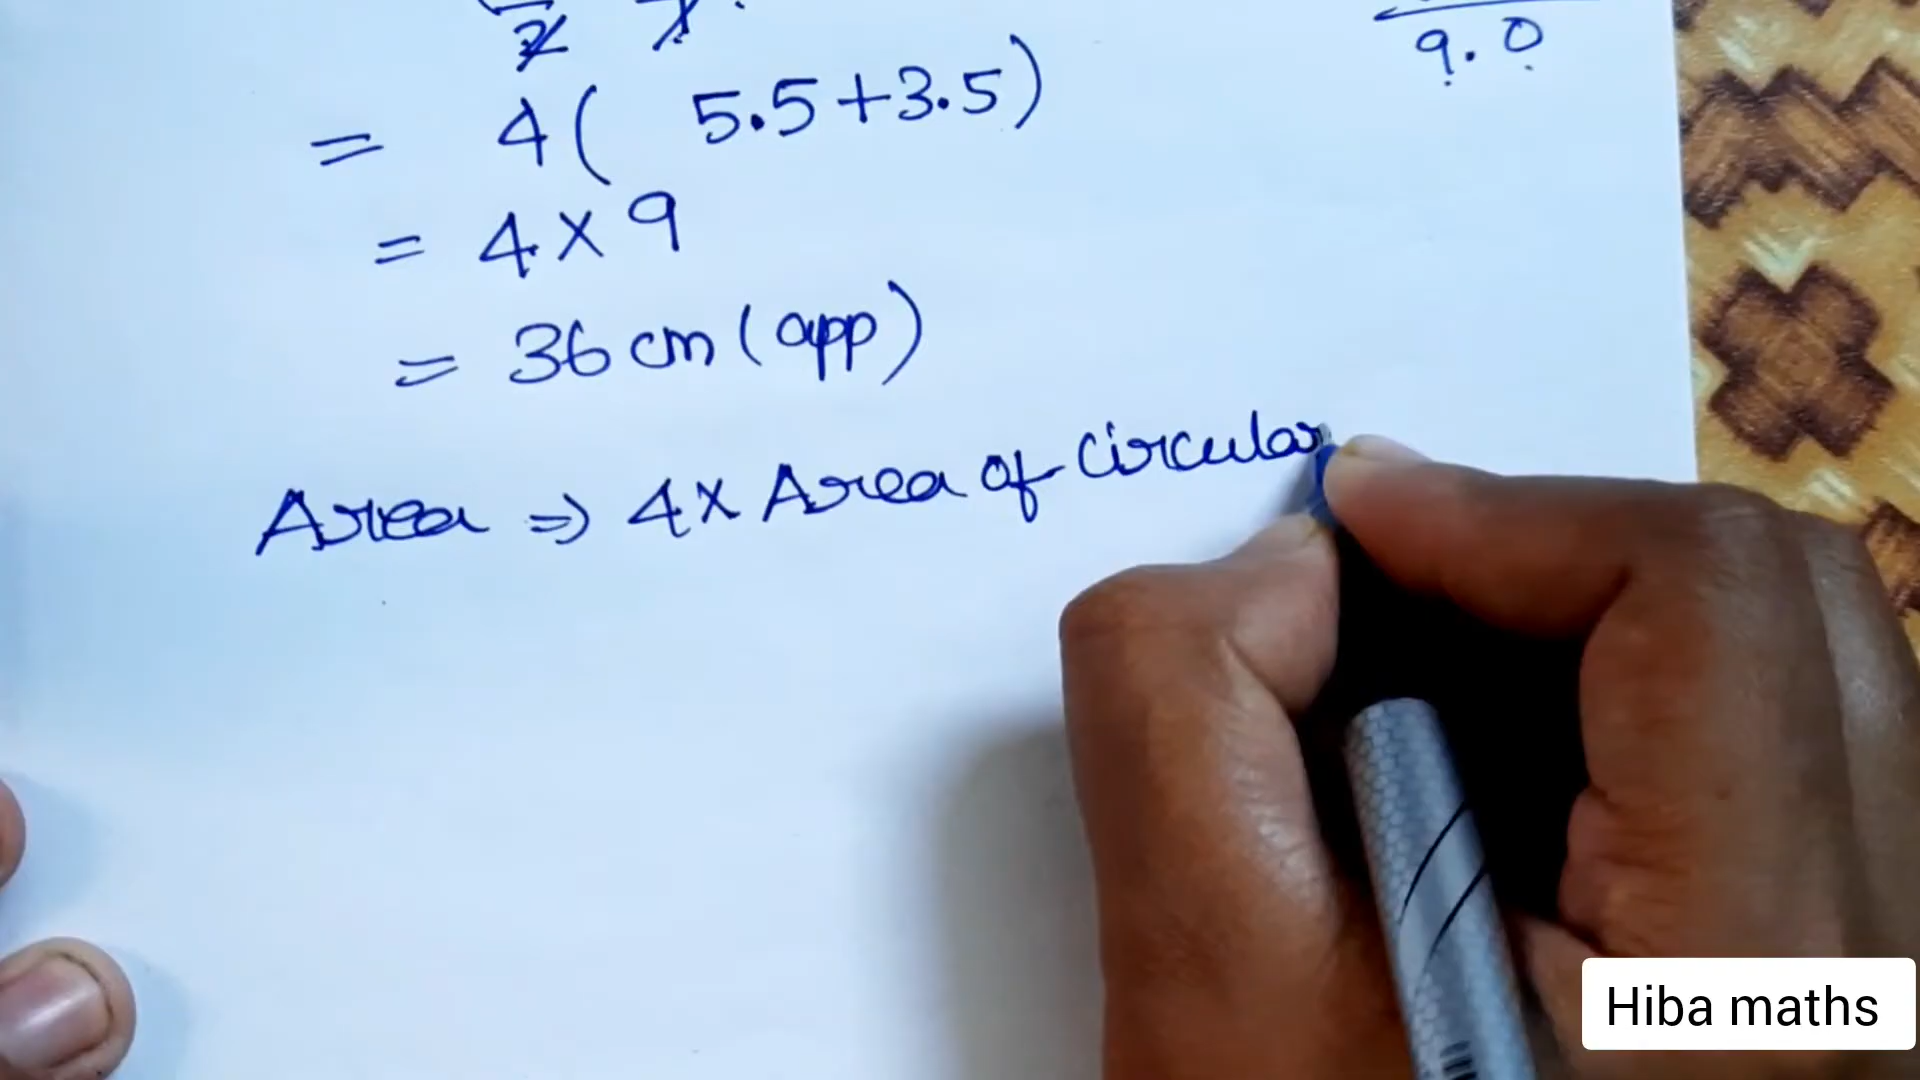 9.0
= 4( 5.5+3.5)
= 4×9
= 36 cm (app)
Area ⇒ 4× Area of circular
Hiba maths